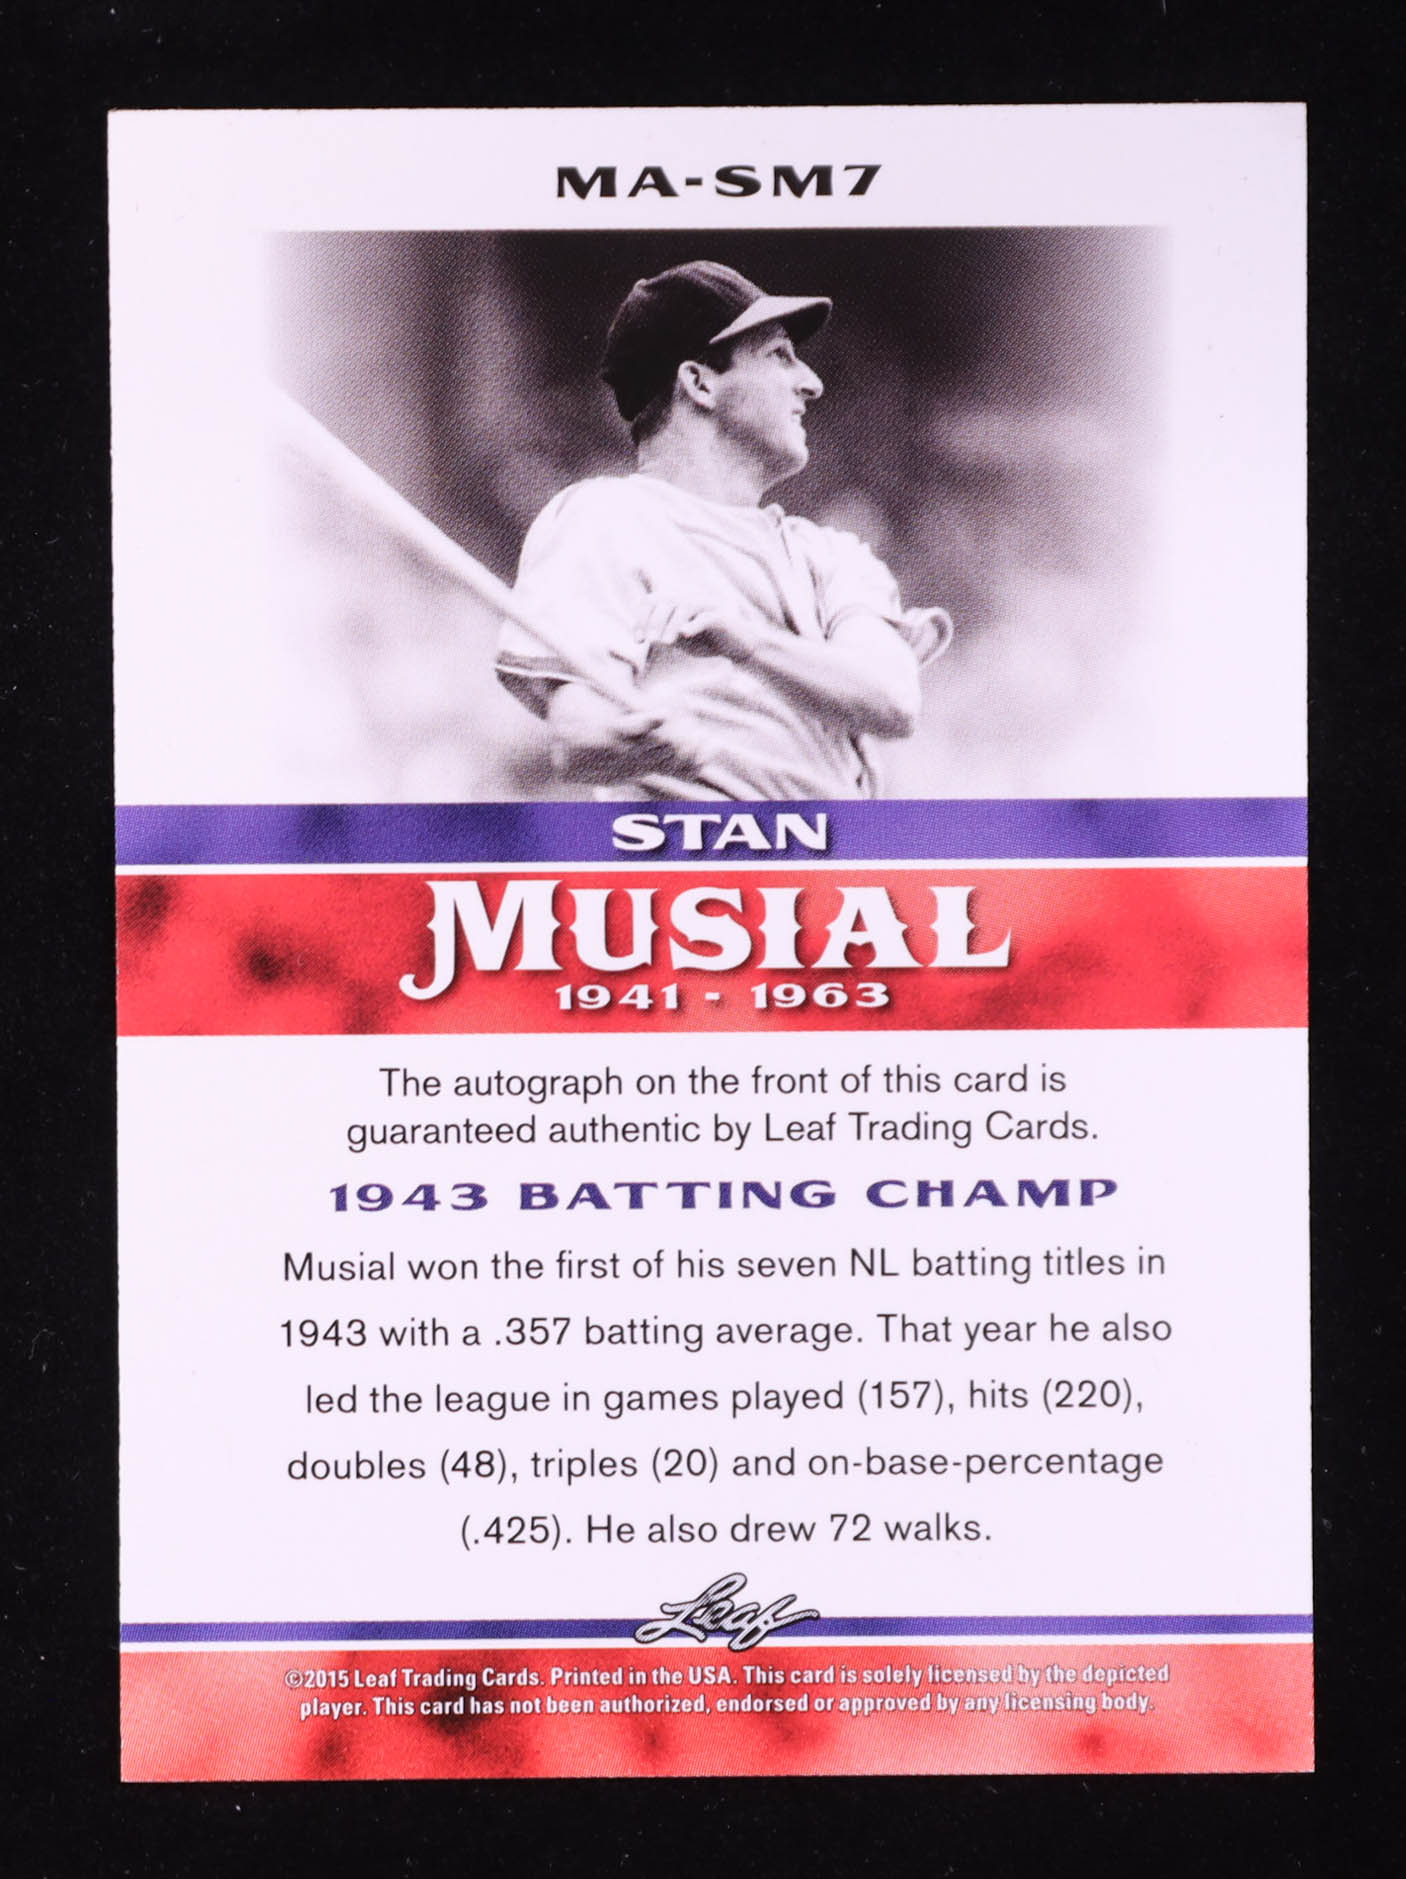 MA-SM7
STAN
MUSIAL
1941 - 1963
The autograph on the front of this card is
guaranteed authentic by Leaf Trading Cards.
1943 BATTING CHAMP
Musial won the first of his seven NL batting titles in
1943 with a .357 batting average. That year he also
led the league in games played (157), hits (220),
doubles (48), triples (20) and on-base-percentage
(.425). He also drew 72 walks.
Leaf
©2015 Leaf Trading Cards. Printed in the USA. This card is solely licensed by the depicted
player. This card has not been authorized, endorsed or approved by any licensing body.